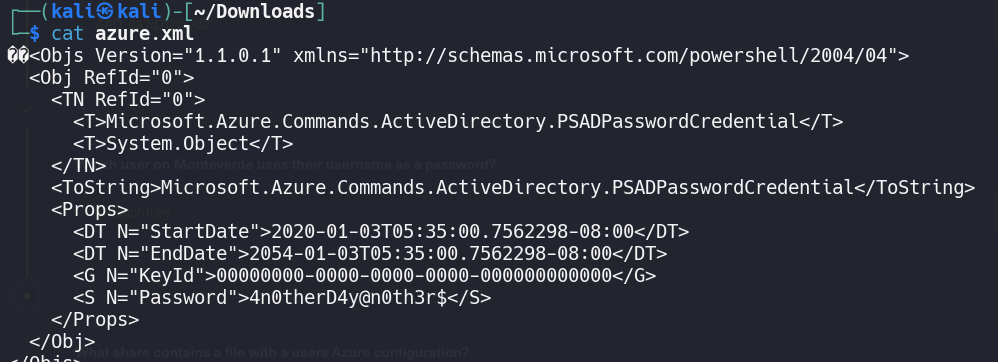 ┌──(kali㉿kali)-[~/Downloads]
└─$ cat azure.xml
��<Objs Version="1.1.0.1" xmlns="http://schemas.microsoft.com/powershell/2004/04">
  <Obj RefId="0">
    <TN RefId="0">
      <T>Microsoft.Azure.Commands.ActiveDirectory.PSADPasswordCredential</T>
      <T>System.Object</T>
user on Monteverde uses their username as a password?
    </TN>
    <ToString>Microsoft.Azure.Commands.ActiveDirectory.PSADPasswordCredential</ToString>
    <Props>
      <DT N="StartDate">2020-01-03T05:35:00.7562298-08:00</DT>
      <DT N="EndDate">2054-01-03T05:35:00.7562298-08:00</DT>
      <G N="KeyId">00000000-0000-0000-0000-000000000000</G>
      <S N="Password">4n0therD4y@n0th3r$</S>
    </Props>
  </Obj>
What share contains a file with a users Azure configuration?
</Objs>